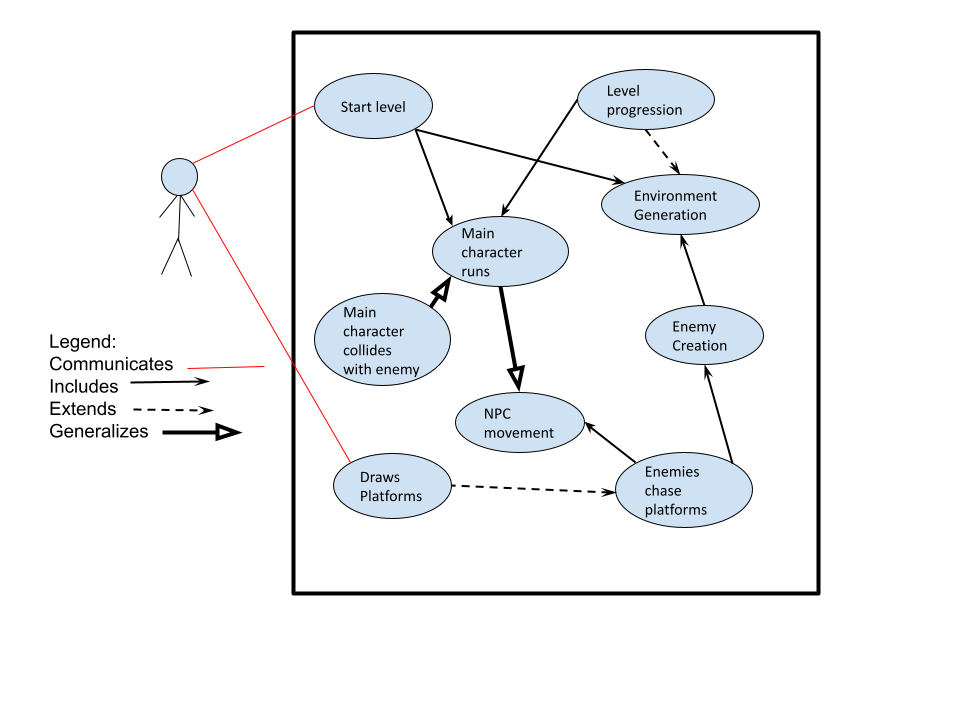 Start level
Level
progression
Environment
Generation
Main
character
runs
Main
character
collides
with enemy
Enemy
Creation
Legend:
Communicates
Includes
Extends
Generalizes
NPC
movement
Draws
Platforms
Enemies
chase
platforms